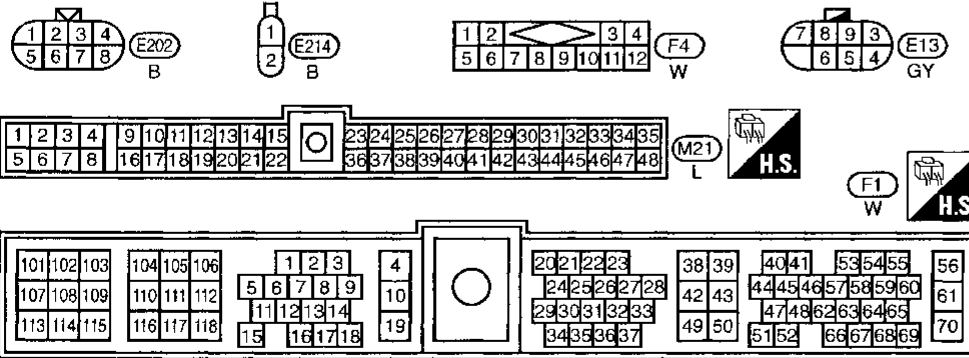 1 2 3 4
5 6 7 8
E202
B
1
2
E214
B
1 2 3 4
5 6 7 8 9 10 11 12
F4
W
7 8 9 3
6 5 4
E13
GY
1 2 3 4 9 10 11 12 13 14 15 23 24 25 26 27 28 29 30 31 32 33 34 35
5 6 7 8 16 17 18 19 20 21 22 36 37 38 39 40 41 42 43 44 45 46 47 48
M21
L
H.S.
F1
W
H.S
101 102 103 104 105 106 1 2 3 4 20 21 22 23 38 39 40 41 53 54 55 56
107 108 109 110 111 112 5 6 7 8 9 10 24 25 26 27 28 42 43 44 45 46 57 58 59 60 61
11 12 13 14 29 30 31 32 33 47 48 62 63 64 65
113 114 115 116 117 118 15 16 17 18 19 34 35 36 37 49 50 51 52 66 67 68 69 70